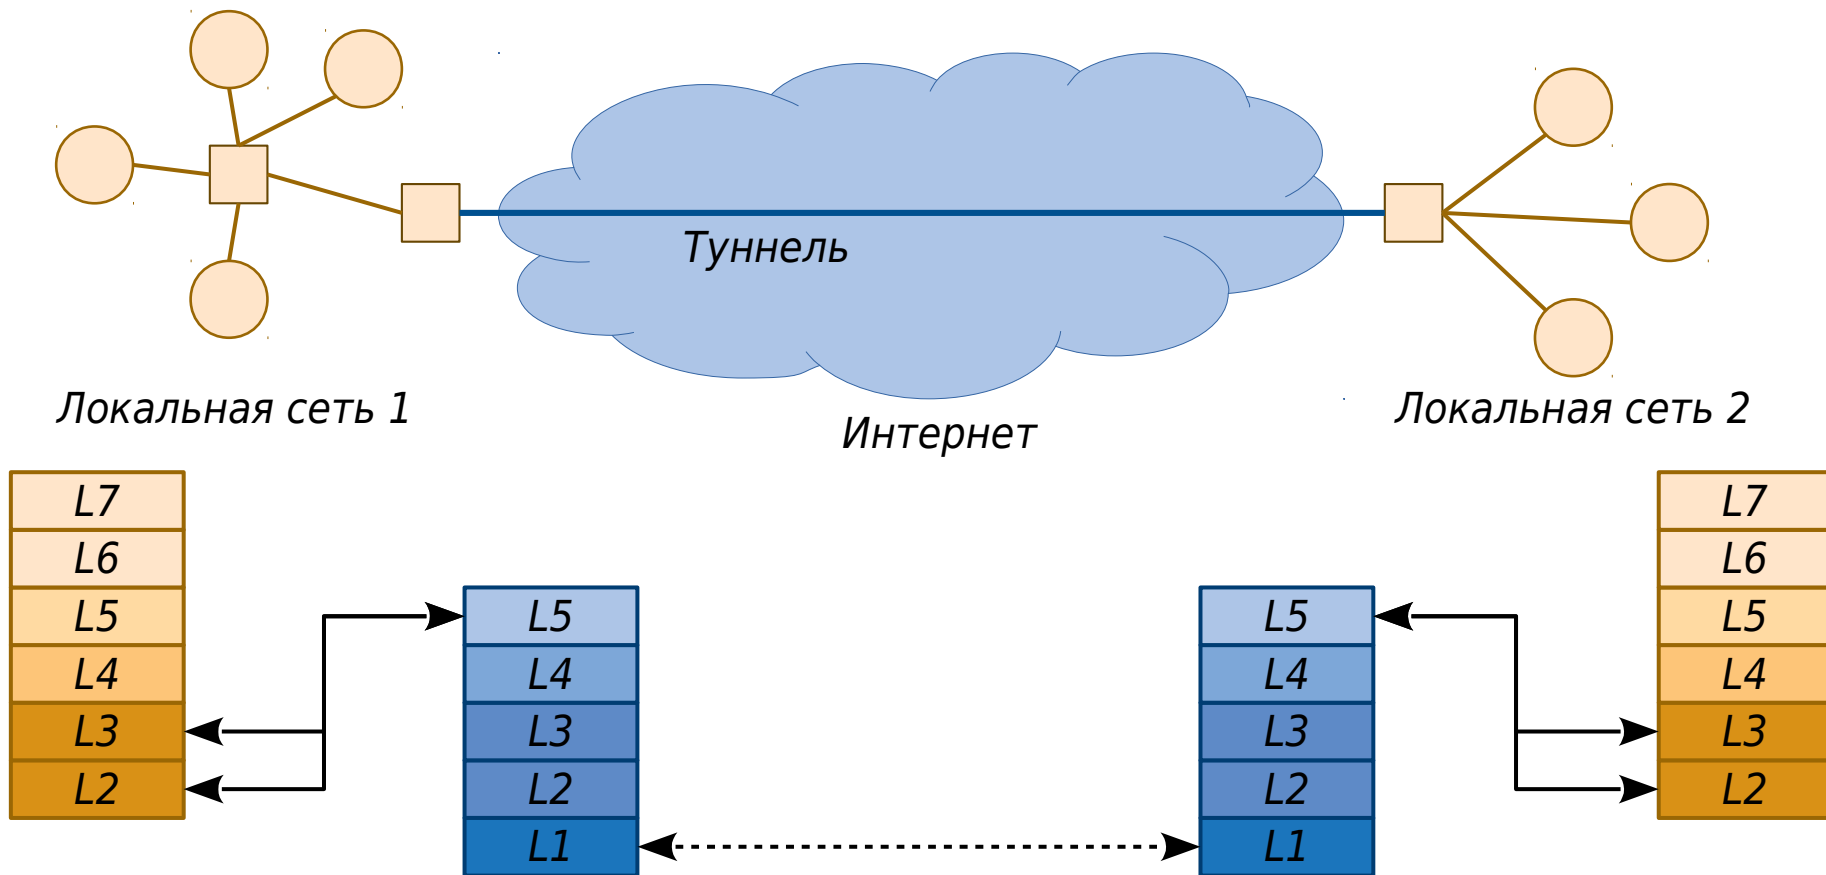 Туннель
Локальная сеть 1
Интернет
Локальная сеть 2
L7
L6
L5
L4
L3
L2
L5
L4
L3
L2
L1
L5
L4
L3
L2
L1
L7
L6
L5
L4
L3
L2